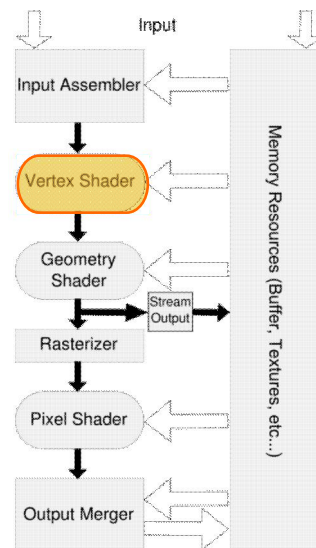 Input
Input Assembler
Vertex Shader
Geometry
Shader
Stream
Output
Rasterizer
Pixel Shader
Output Merger
Memory Resources (Buffer, Textures, etc...)